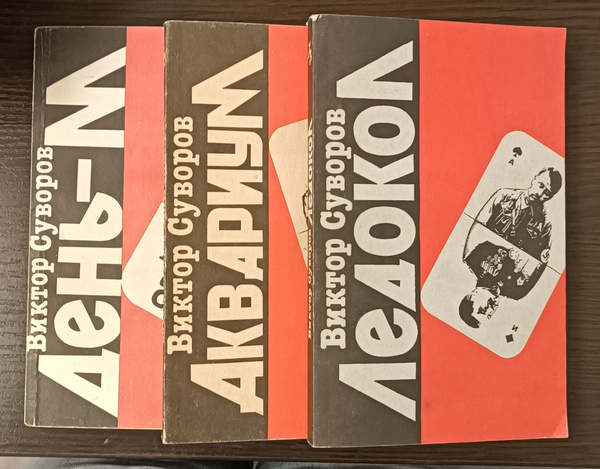 Виктор Суворов
День-М
Виктор Суворов
АКВАРИУМ
Виктор Суворов
Ледокол
А
И